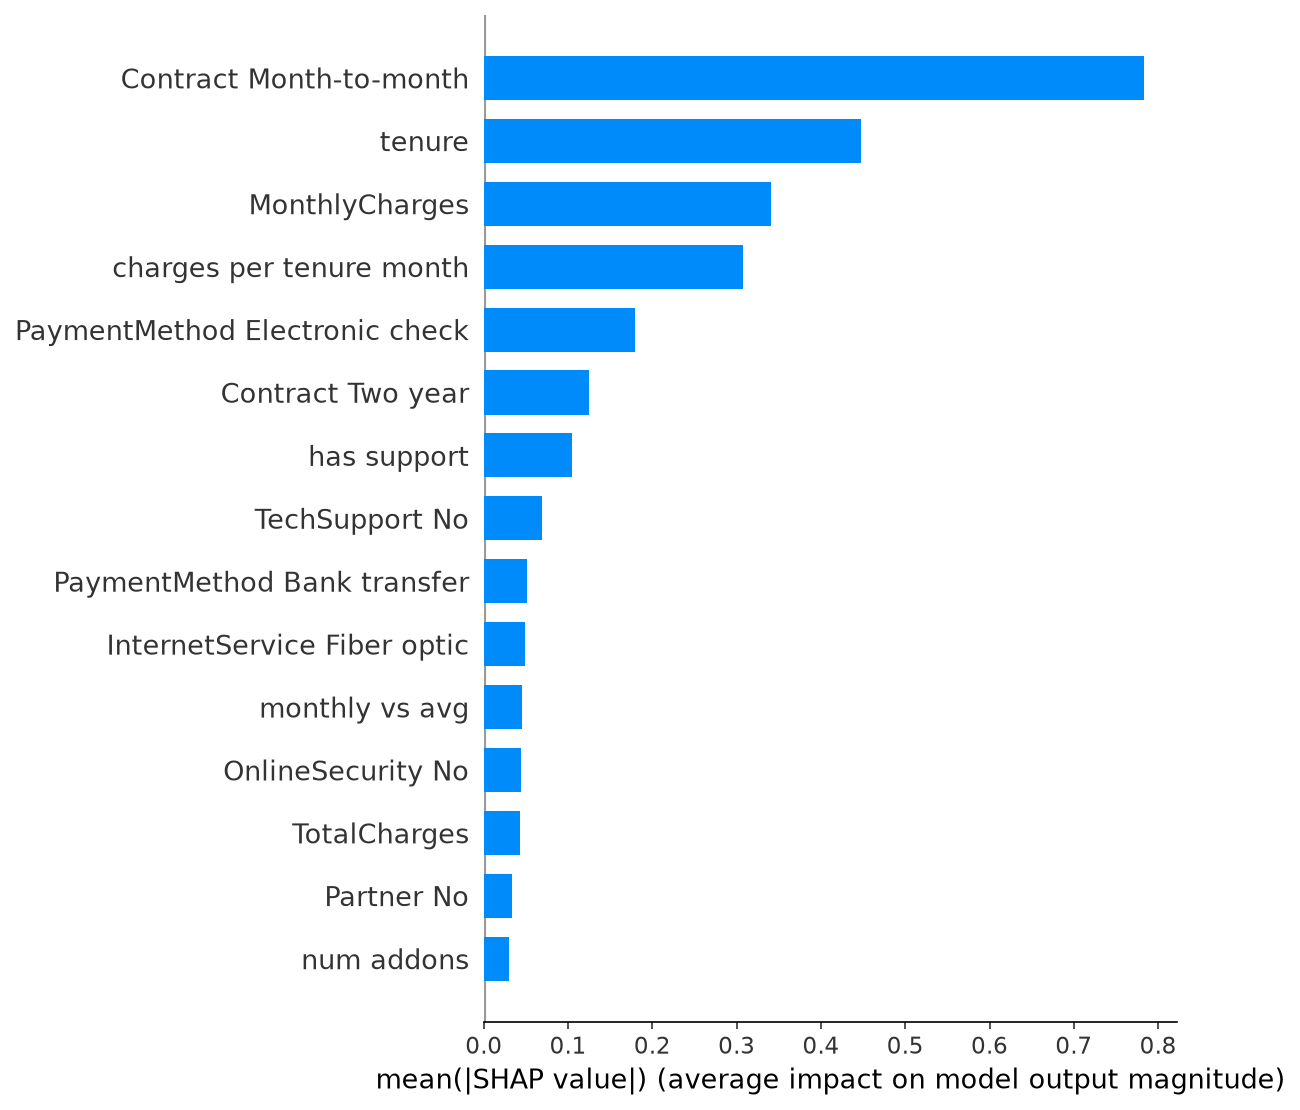 Contract Month-to-month
tenure
MonthlyCharges
charges per tenure month
PaymentMethod Electronic check
Contract Two year
has support
TechSupport No
PaymentMethod Bank transfer
InternetService Fiber optic
monthly vs avg
OnlineSecurity No
TotalCharges
Partner No
num addons
0.0 0.1 0.2 0.3 0.4 0.5 0.6 0.7 0.8
mean(|SHAP value|) (average impact on model output magnitude)